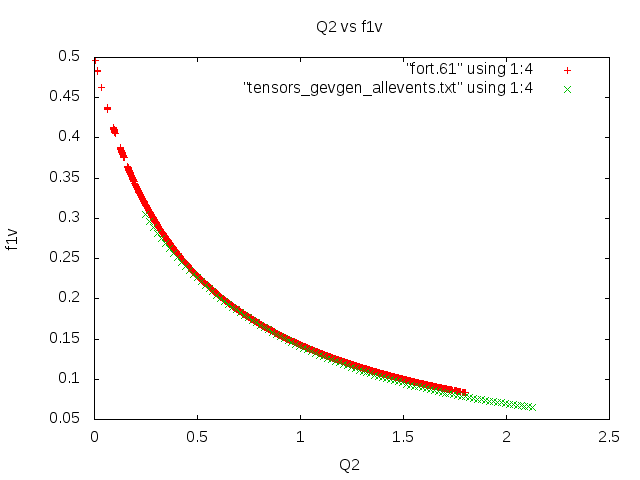 Q2 vs f1v
"fort.61" using 1:4
"tensors_gevgen_allevents.txt" using 1:4
0.5
0.45
0.4
0.35
0.3
0.25
0.2
0.15
0.1
0.05
f1v
0 0.5 1 1.5 2 2.5
Q2